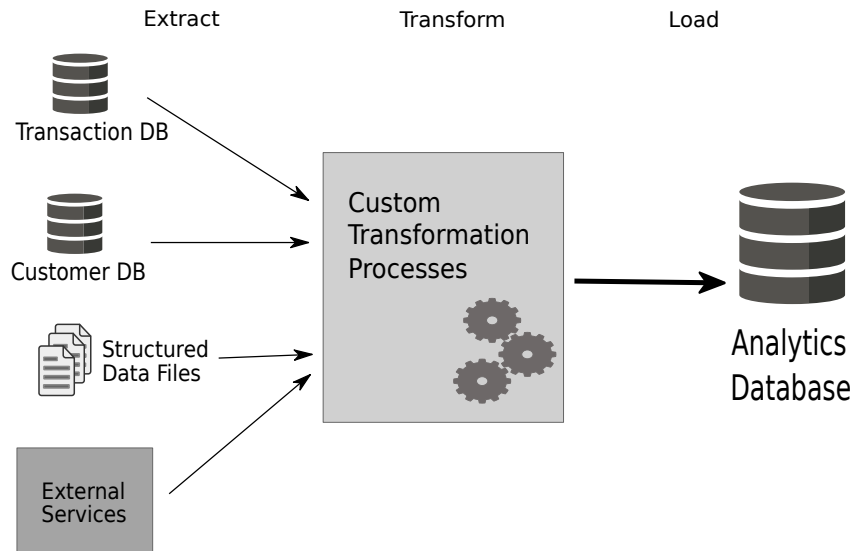 Extract
Transform
Load
Transaction DB
Customer DB
Structured
Data Files
External
Services
Custom
Transformation
Processes
Analytics
Database